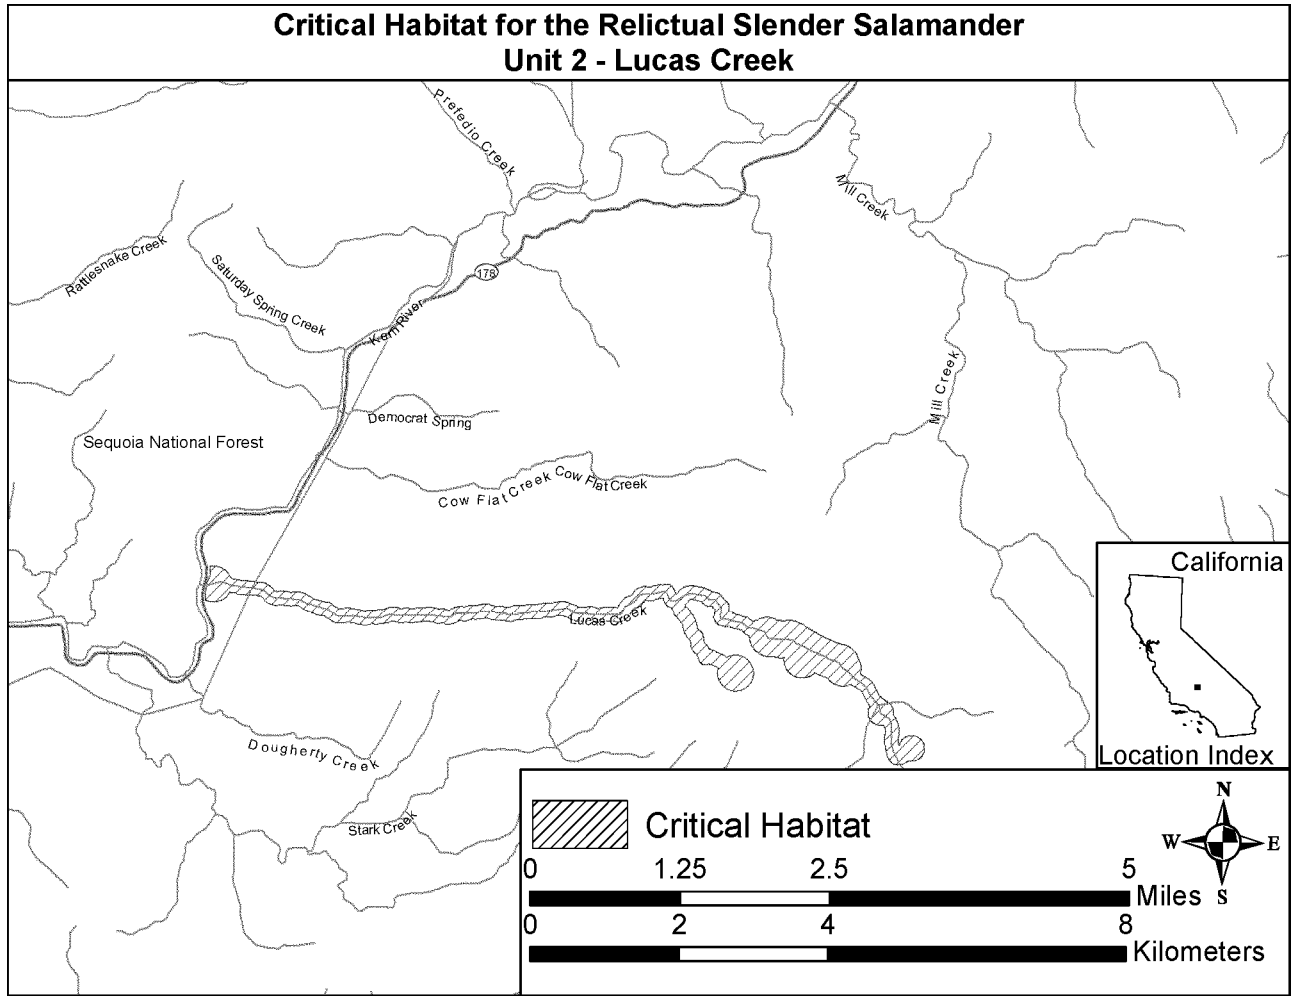 Critical Habitat for the Relictual Slender Salamander
Unit 2 - Lucas Creek
Prefedio Creek
Mill Creek
Rattlesnake Creek
Saturday Spring Creek
178
Kern River
Mill Creek
Democrat Spring
Sequoia National Forest
Cow Flat Creek
Cow Flat Creek
Lucas Creek
Dougherty Creek
Stark Creek
California
Location Index
Critical Habitat
N
W E
S
0 1.25 2.5 5
Miles
0 2 4 8
Kilometers